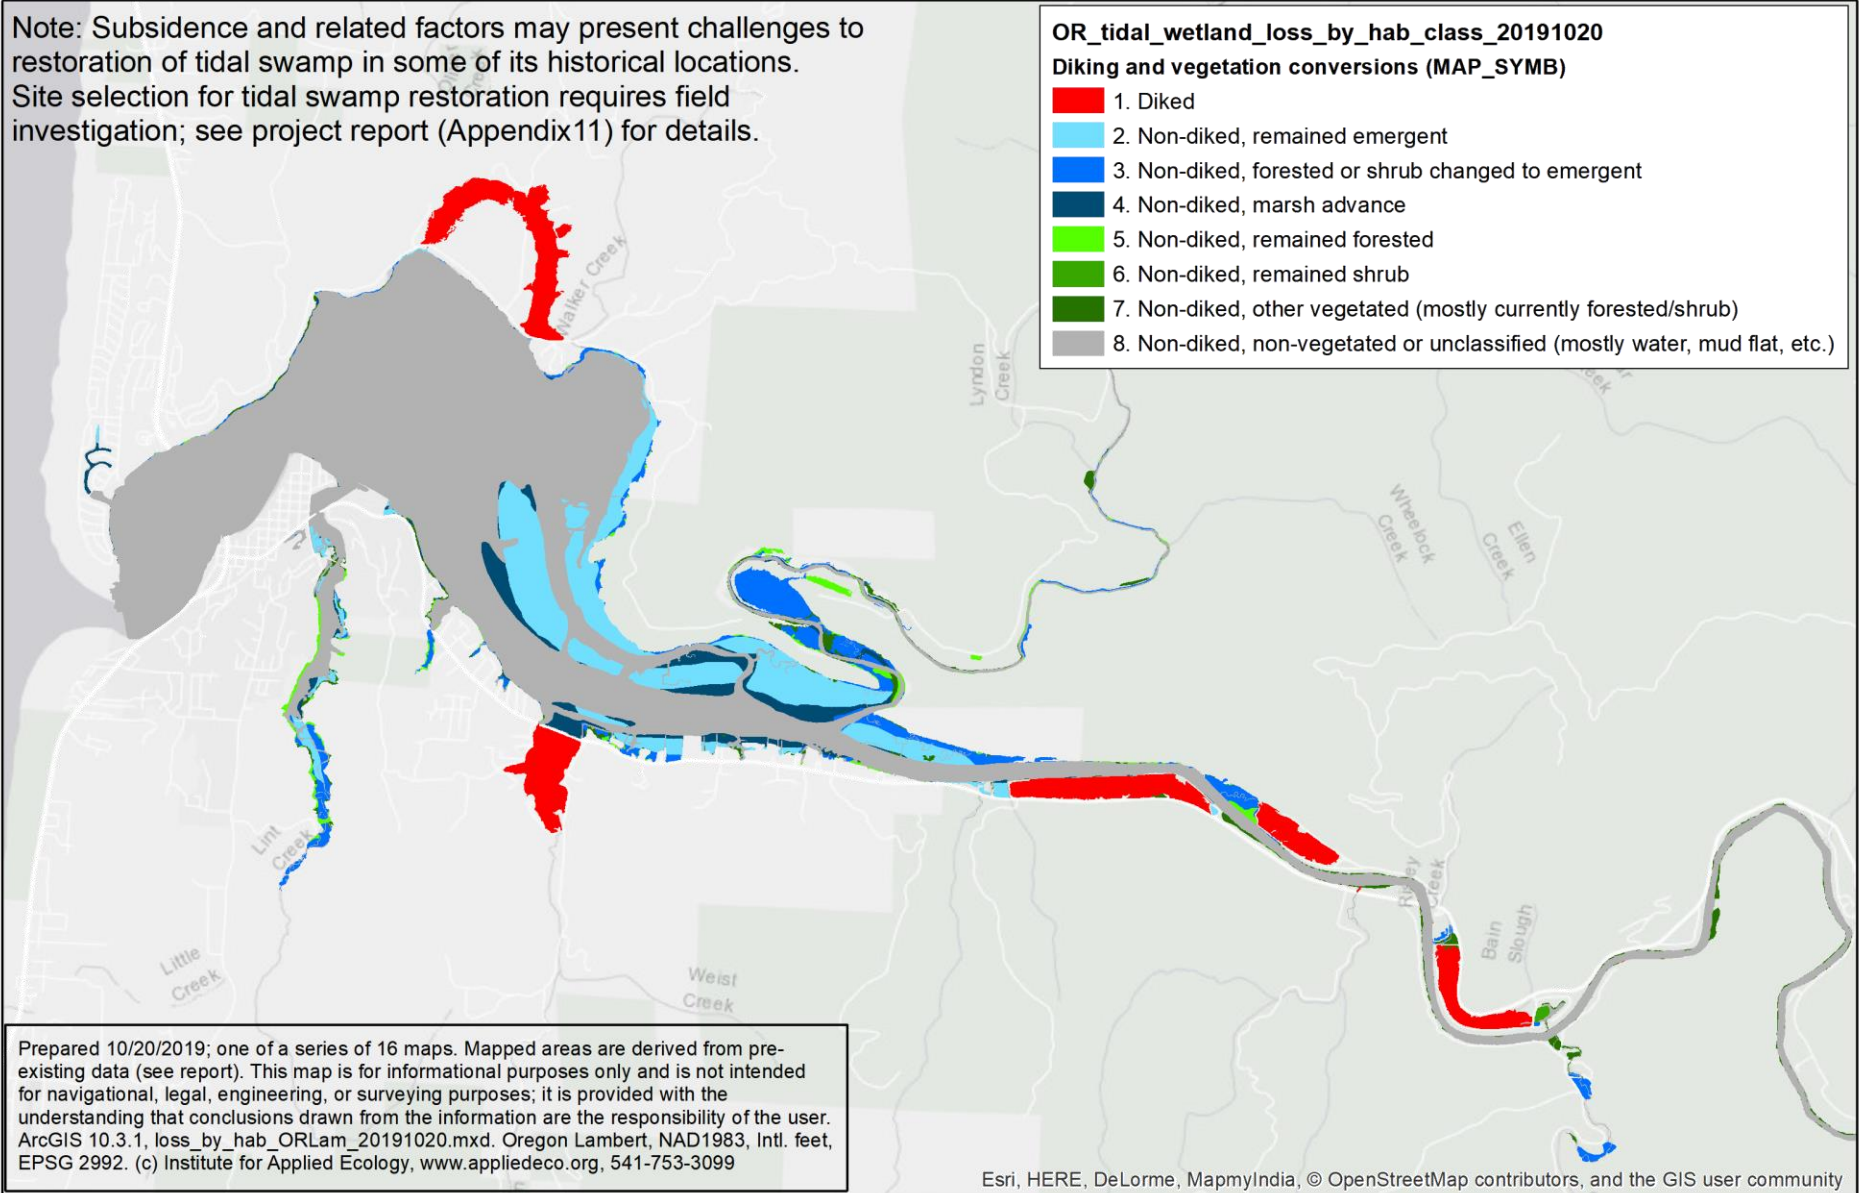 Note: Subsidence and related factors may present challenges to
restoration of tidal swamp in some of its historical locations.
Site selection for tidal swamp restoration requires field
investigation; see project report (Appendix11) for details.
OR_tidal_wetland_loss_by_hab_class_20191020
Diking and vegetation conversions (MAP_SYMB)
1. Diked
2. Non-diked, remained emergent
3. Non-diked, forested or shrub changed to emergent
4. Non-diked, marsh advance
5. Non-diked, remained forested
6. Non-diked, remained shrub
7. Non-diked, other vegetated (mostly currently forested/shrub)
8. Non-diked, non-vegetated or unclassified (mostly water, mud flat, etc.)
Walker Creek
Lyndon
Creek
Wheelock
Creek
Ellen
Creek
Lint
Creek
Creek
Bain
Slough
Little
Creek
Weist
Creek
Prepared 10/20/2019; one of a series of 16 maps. Mapped areas are derived from pre-
existing data (see report). This map is for informational purposes only and is not intended
for navigational, legal, engineering, or surveying purposes; it is provided with the
understanding that conclusions drawn from the information are the responsibility of the user.
ArcGIS 10.3.1, loss_by_hab_ORLam_20191020.mxd. Oregon Lambert, NAD1983, Intl. feet,
EPSG 2992. (c) Institute for Applied Ecology, www.appliedeco.org, 541-753-3099
Esri, HERE, DeLorme, MapmyIndia, © OpenStreetMap contributors, and the GIS user community